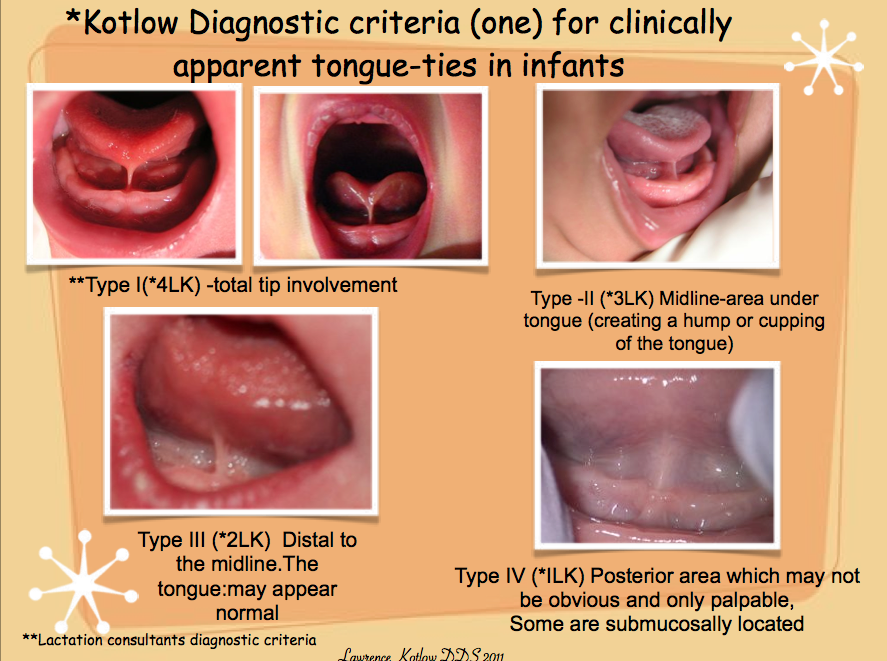 *Kotlow Diagnostic criteria (one) for clinically
apparent tongue-ties in infants
**Type I(*4LK) -total tip involvement
Type -II (*3LK) Midline-area under
tongue (creating a hump or cupping
of the tongue)
Type III (*2LK) Distal to
the midline.The
tongue:may appear
normal
Type IV (*ILK) Posterior area which may not
be obvious and only palpable,
Some are submucosally located
**Lactation consultants diagnostic criteria
Lawrence Kotlow DDS 2011